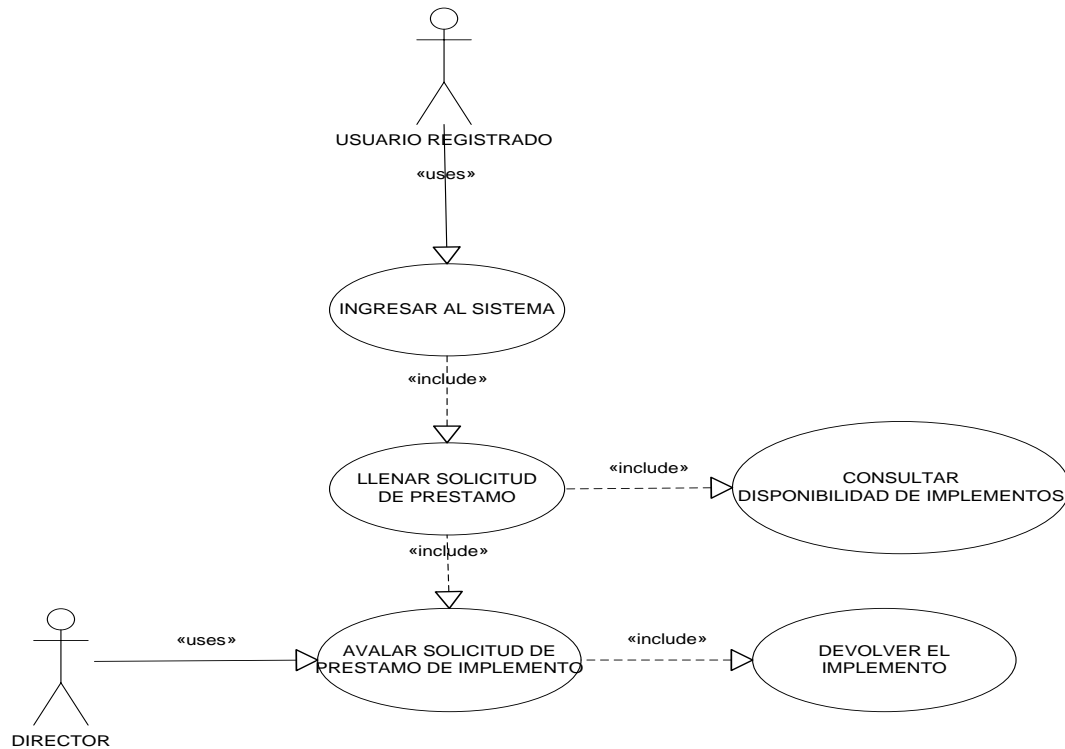 USUARIO REGISTRADO
«uses»
INGRESAR AL SISTEMA
«include»
LLENAR SOLICITUD
DE PRESTAMO
«include»
CONSULTAR
DISPONIBILIDAD DE IMPLEMENTOS
«include»
DIRECTOR
«uses»
AVALAR SOLICITUD DE
PRESTAMO DE IMPLEMENTO
«include»
DEVOLVER EL
IMPLEMENTO